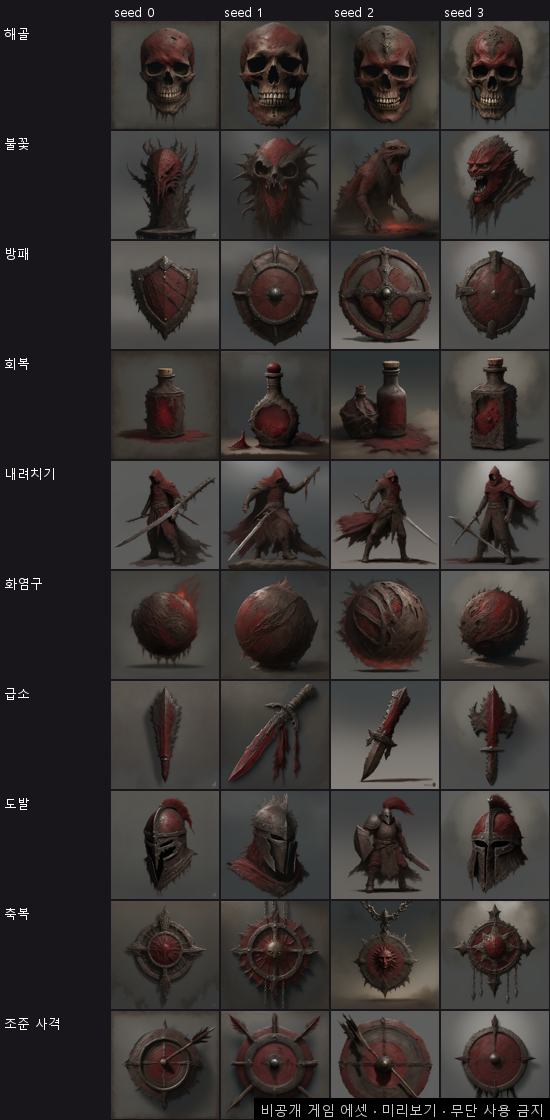 seed 0 seed 1 seed 2 seed 3
해골
불꽃
방패
회복
내려치기
화염구
급소
도발
축복
조준 사격
비공개 게임 에셋 · 미리보기 · 무단 사용 금지